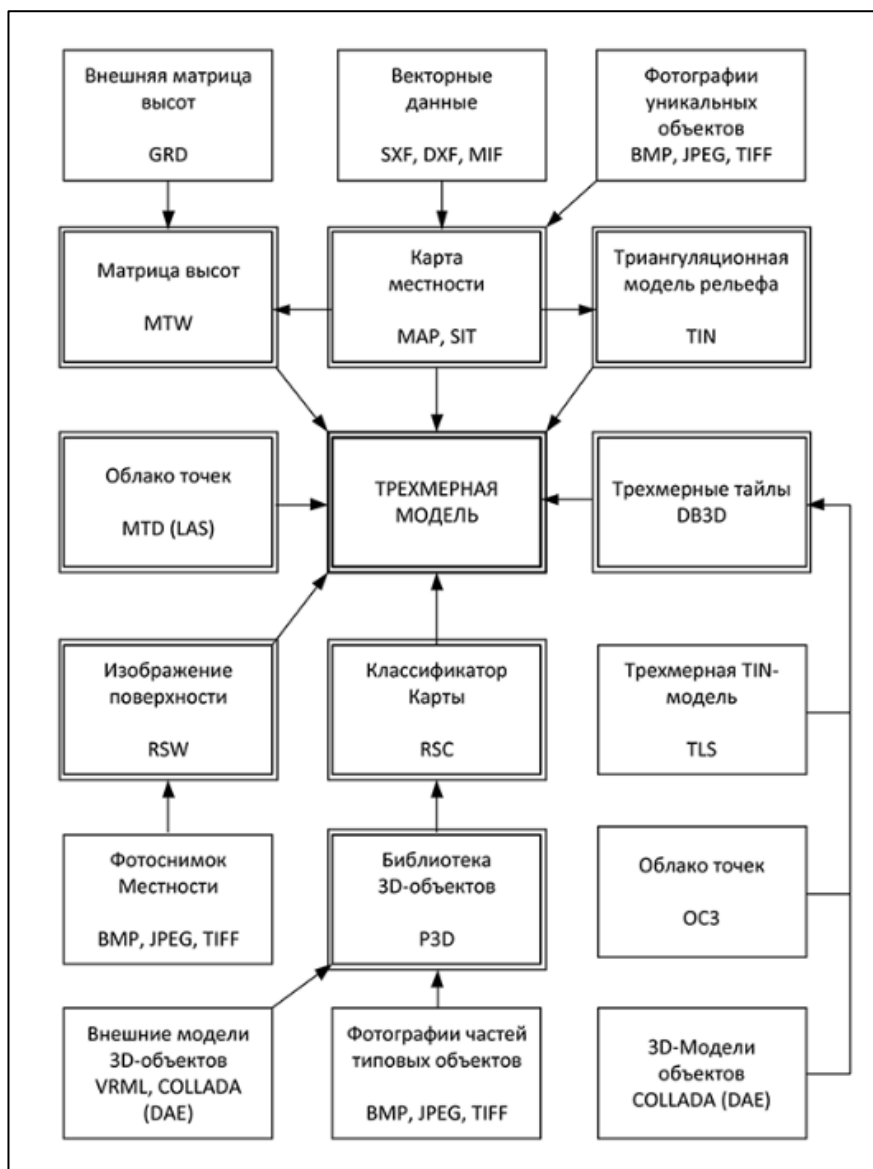 Внешняя матрица
высот
GRD
Векторные
данные
SXF, DXF, MIF
Фотографии
уникальных
объектов
BMP, JPEG, TIFF
Матрица высот
MTW
Карта
местности
MAP, SIT
Триангуляционная
модель рельефа
TIN
Облако точек
MTD (LAS)
ТРЕХМЕРНАЯ
МОДЕЛЬ
Трехмерные тайлы
DB3D
Изображение
поверхности
RSW
Классификатор
Карты
RSC
Трехмерная TIN-
модель
TLS
Фотоснимок
Местности
BMP, JPEG, TIFF
Библиотека
3D-объектов
P3D
Облако точек
OC3
Внешние модели
3D-объектов
VRML, COLLADA
(DAE)
Фотографии частей
типовых объектов
BMP, JPEG, TIFF
3D-Модели
объектов
COLLADA (DAE)